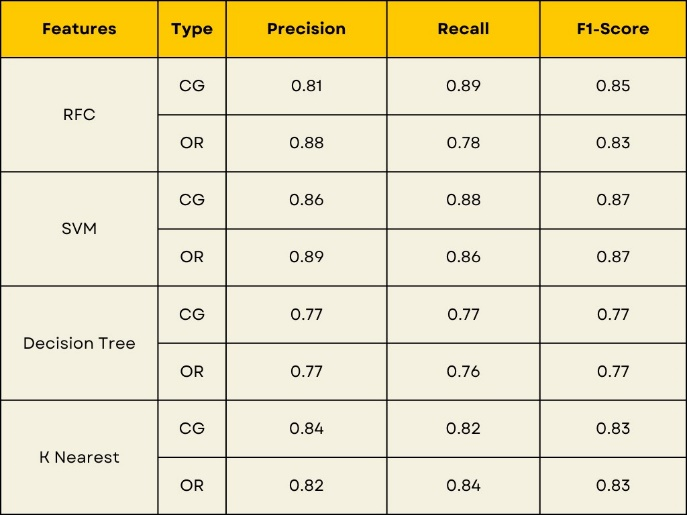 Features Type Precision Recall F1-Score
RFC
CG 0.81 0.89 0.85
OR 0.88 0.78 0.83
SVM
CG 0.86 0.88 0.87
OR 0.89 0.86 0.87
Decision Tree
CG 0.77 0.77 0.77
OR 0.77 0.76 0.77
K Nearest
CG 0.84 0.82 0.83
OR 0.82 0.84 0.83